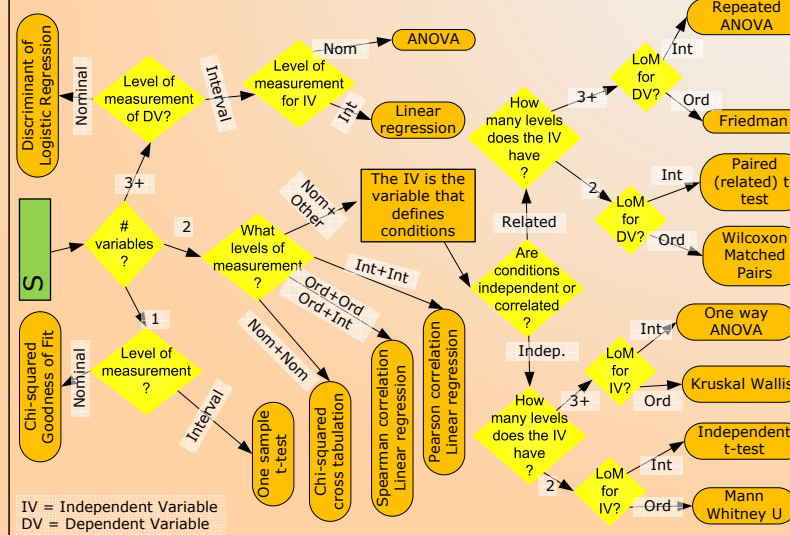 Discriminant of
Logistic Regression
Nominal
Level of
measurement
of DV?
Interval
Level of
measurement
for IV
Nom
ANOVA
Int
Linear
regression
3+
S
#
variables
?
2
What
levels of
measurement
?
Nom+
Other
The IV is the
variable that
defines
conditions
Int+Int
Ord+Ord
Ord+Int
Nom+Nom
1
Level of
measurement
?
Nominal
Chi-squared
Goodness of Fit
Interval
One sample
t-test
Chi-squared
cross tabulation
Spearman correlation
Linear regression
Pearson correlation
Linear regression
Are
conditions
independent or
correlated
?
Related
How
many levels
does the IV
have
?
3+
LoM
for
DV?
Int
Repeated
ANOVA
Ord
Friedman
2
LoM
for
DV?
Int
Paired
(related) t
test
Ord
Wilcoxon
Matched
Pairs
Indep.
How
many levels
does the IV
have
?
3+
LoM
for
IV?
Int
One way
ANOVA
Ord
Kruskal Wallis
2
LoM
for
IV?
Int
Independent
t-test
Ord
Mann
Whitney U
IV = Independent Variable
DV = Dependent Variable